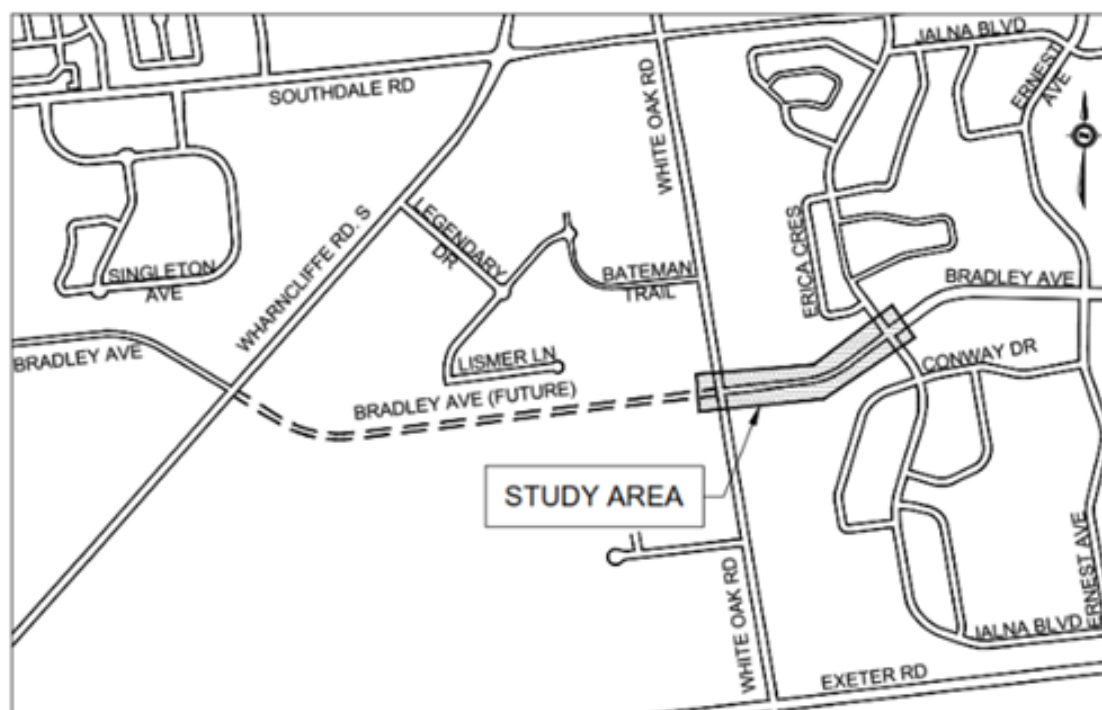 JALNA BLVD
ERNEST
AVE
SOUTHDALE RD
WHITE OAK RD
WHARNCLIFFE RD. S
LEGENDARY
DR
SINGLETON
AVE
BATEMAN
TRAIL
ERICA CRES
BRADLEY AVE
BRADLEY AVE
LISMER LN
CONWAY DR
BRADLEY AVE (FUTURE)
STUDY AREA
WHITE OAK RD
ERNEST AVE
JALNA BLVD
EXETER RD